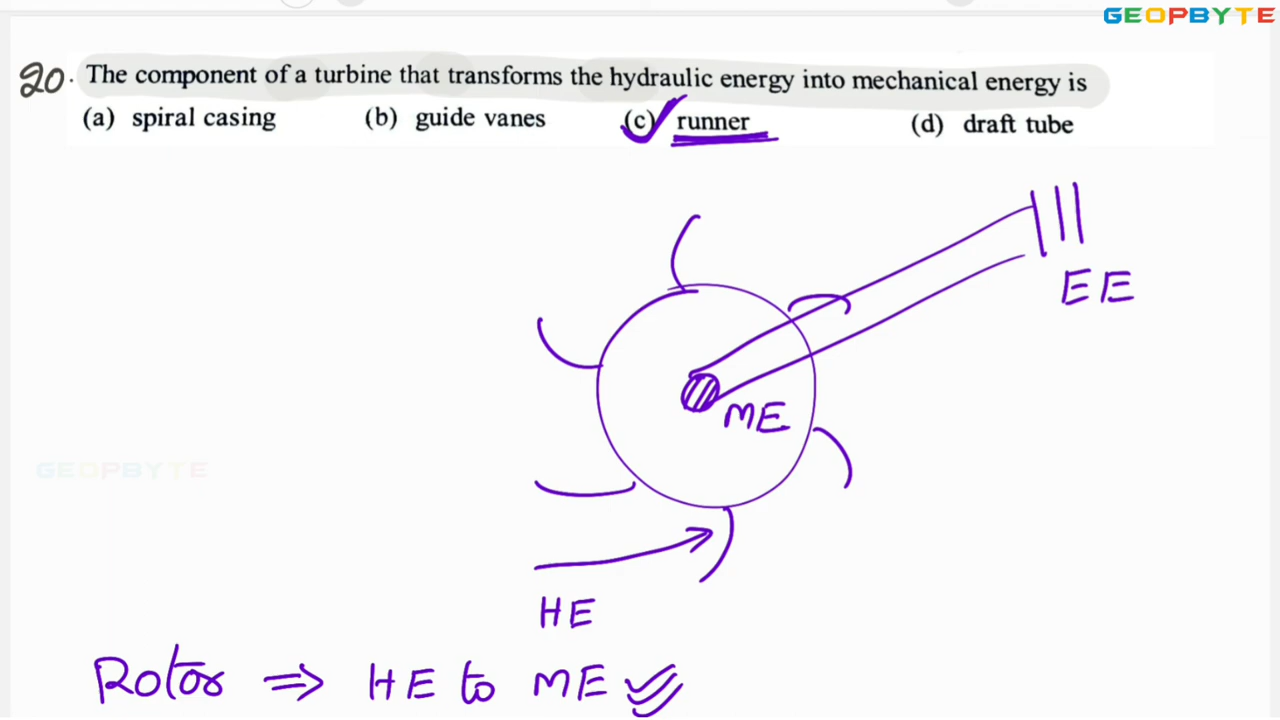 GEOPBYTE
20. The component of a turbine that transforms the hydraulic energy into mechanical energy is
(a) spiral casing (b) guide vanes (c) runner (d) draft tube
EE
ME
GEOPBYTE
HE
Rotor ⇒ HE to ME